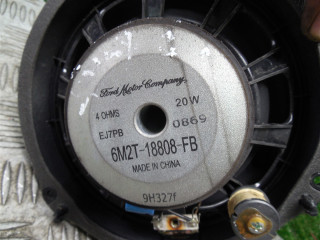 Ford Motor Company
4 OHMS 20W
EJ7PB 0869
6M2T-18808-FB
MADE IN CHINA
9H327f